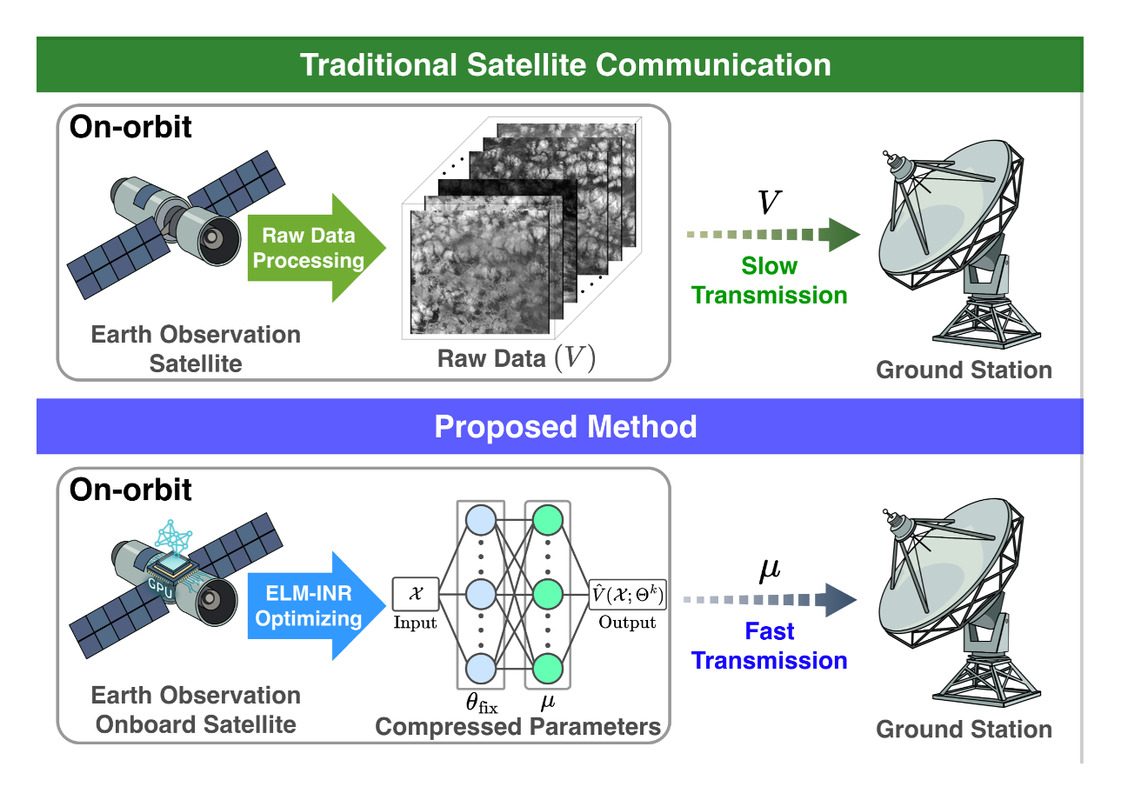 Traditional Satellite Communication
On-orbit
Raw Data
Processing
Earth Observation
Satellite
Raw Data (V)
V
Slow
Transmission
Ground Station
Proposed Method
On-orbit
GPU
ELM-INR
Optimizing
Earth Observation
Onboard Satellite
𝒳
Input
θ_fix
μ
V̂(𝒳; Θ^k)
Output
Compressed Parameters
μ
Fast
Transmission
Ground Station